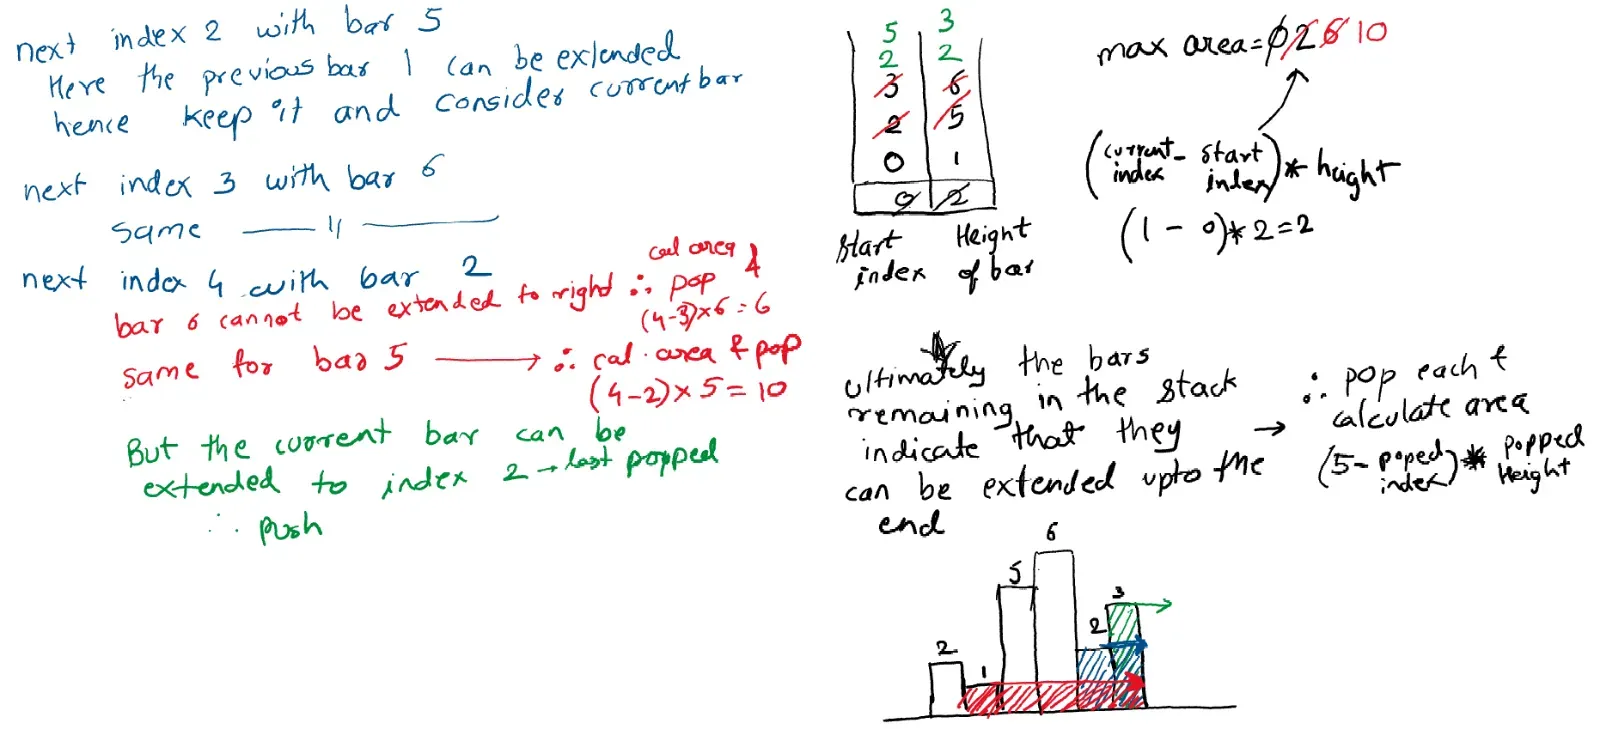 next index 2 with bar 5
Here the previous bar 1 can be extended
hence keep it and consider current bar
next index 3 with bar 6
same — 11 —
next index 4 with bar 2
bar 6 cannot be extended to right ∴ pop
cal area &
(4-3)x6=6
same for bar 5 → ∴ cal. area & pop
(4-2)x5=10
But the current bar can be
extended to index 2 → last popped
∴ push
5 3
2 2
3 6
2 5
0 1
0 2
Start Height
index of bar
max area=0 2 6 10
(current index - start index)* height
(1-0)*2=2
ultimately the bars
remaining in the stack
indicate that they →
can be extended upto the
end
∴ pop each &
calculate area
(5-poped index)* popped Height
2
1
5
6
2
3